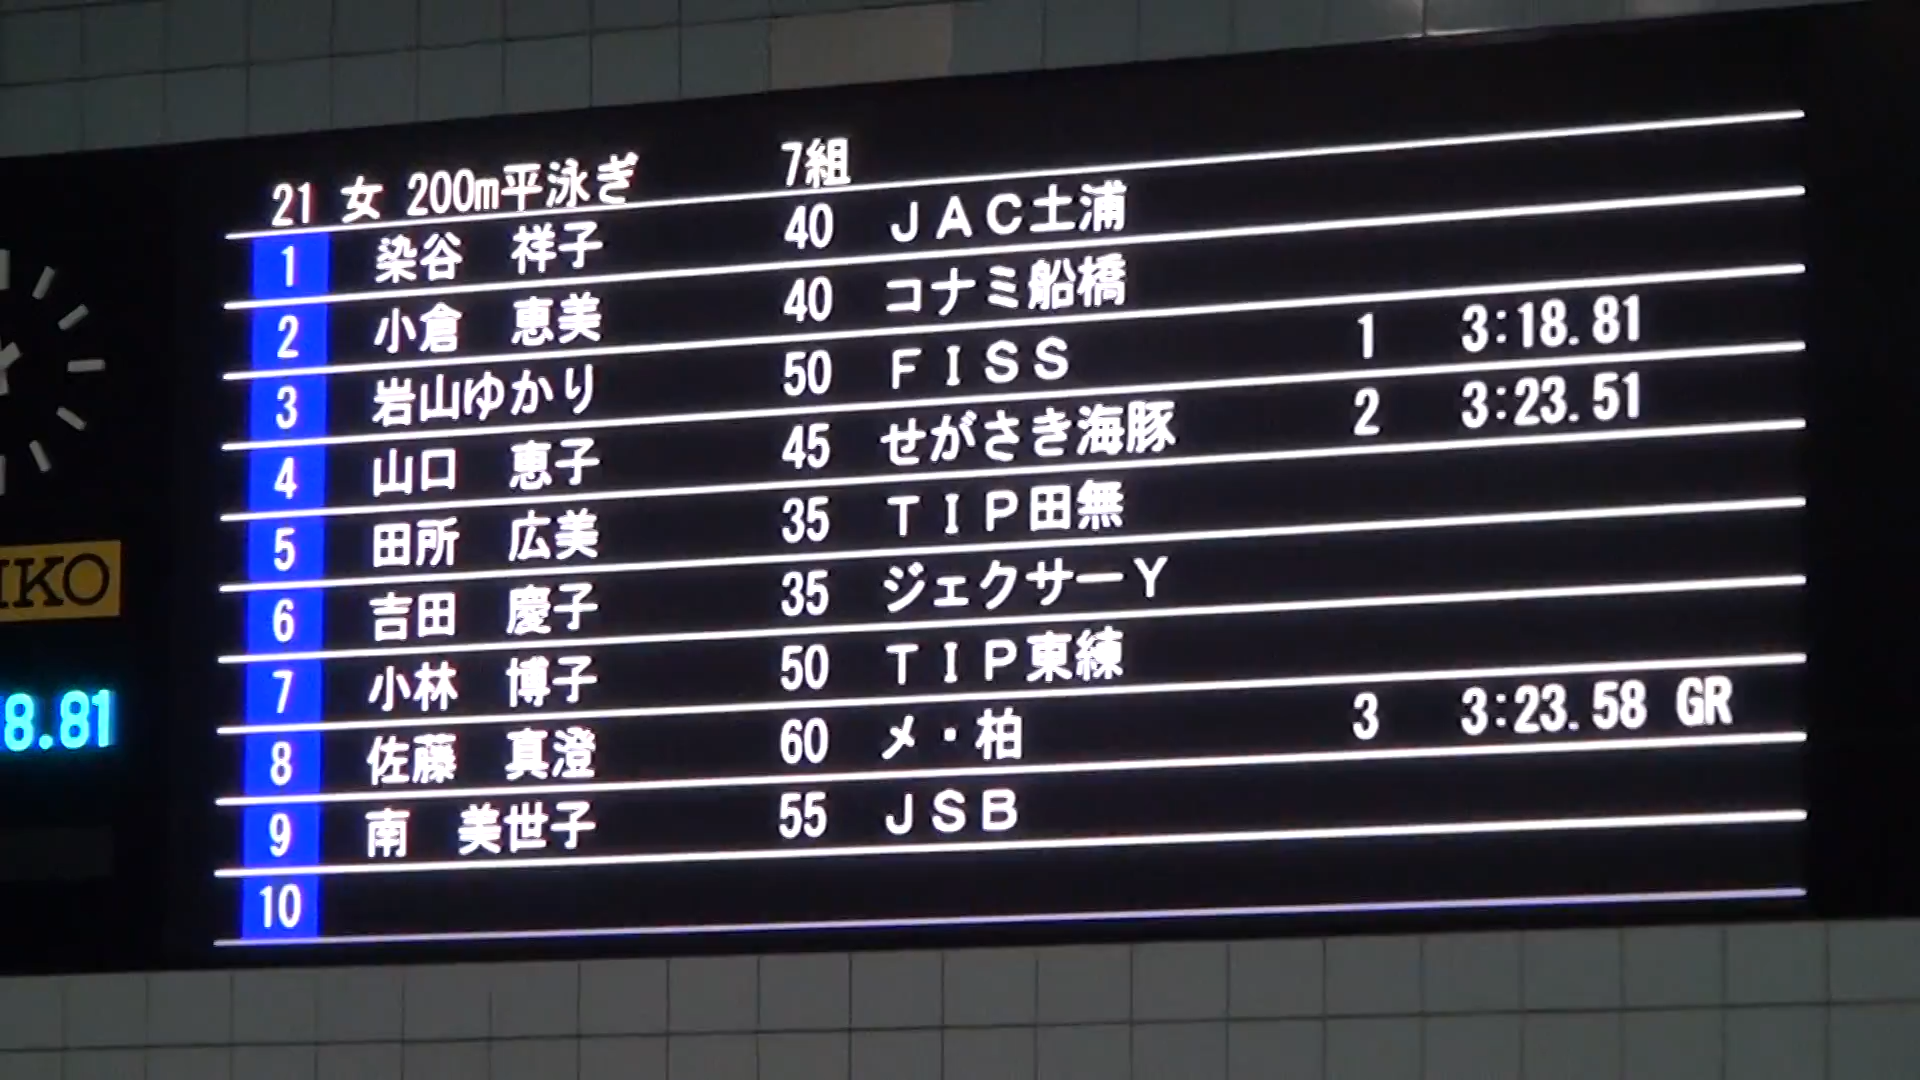 21 女 200m平泳ぎ 7組
1 染谷 祥子 40 JAC土浦
2 小倉 恵美 40 コナミ船橋
3 岩山ゆかり 50 FISS 1 3:18.81
4 山口 恵子 45 せがさき海豚 2 3:23.51
5 田所 広美 35 TIP田無
6 吉田 慶子 35 ジェクサーY
7 小林 博子 50 TIP東練
8 佐藤 真澄 60 メ・柏 3 3:23.58 GR
9 南 美世子 55 JSB
10
IKO
8.81